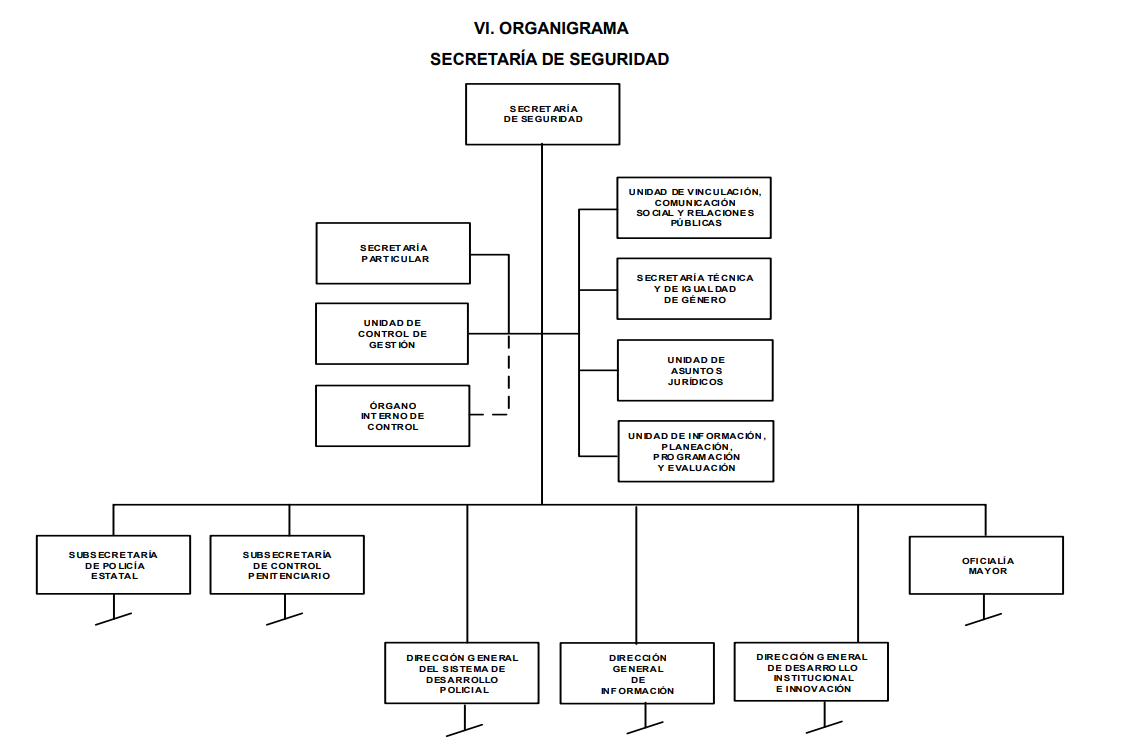 VI. ORGANIGRAMA
SECRETARÍA DE SEGURIDAD
SECRETARÍA
DE SEGURIDAD
UNIDAD DE VINCULACIÓN,
COMUNICACIÓN
SOCIAL Y RELACIONES
PÚBLICAS
SECRETARÍA
PARTICULAR
SECRETARÍA TÉCNICA
Y DE IGUALDAD
DE GÉNERO
UNIDAD DE
CONTROL DE
GESTIÓN
UNIDAD DE
ASUNTOS
JURÍDICOS
ÓRGANO
INTERNO DE
CONTROL
UNIDAD DE INFORMACIÓN,
PLANEACIÓN,
PROGRAMACIÓN
Y EVALUACIÓN
SUBSECRETARÍA
DE POLICÍA
ESTATAL
SUBSECRETARÍA
DE CONTROL
PENITENCIARIO
OFICIALÍA
MAYOR
DIRECCIÓN GENERAL
DEL SISTEMA DE
DESARROLLO
POLICIAL
DIRECCIÓN
GENERAL
DE
INFORMACIÓN
DIRECCIÓN GENERAL
DE DESARROLLO
INSTITUCIONAL
E INNOVACIÓN